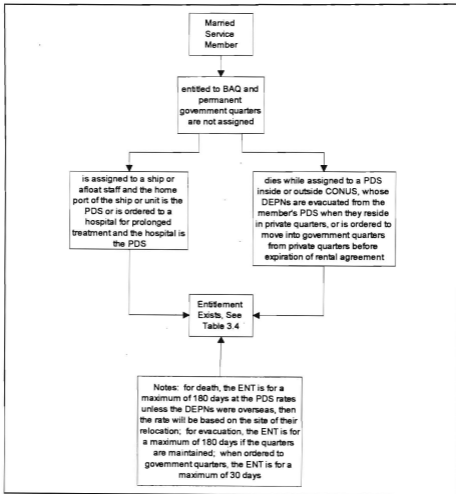 Married
Service
Member
entitled to BAQ and
permanent
government quarters
are not assigned
is assigned to a ship or
afloat staff and the home
port of the ship or unit is the
PDS or is ordered to a
hospital for prolonged
treatment and the hospital is
the PDS
dies while assigned to a PDS
inside or outside CONUS, whose
DEPNs are evacuated from the
member's PDS when they reside
in private quarters, or is ordered to
move into government quarters
from private quarters before
expiration of rental agreement
Entitlement
Exists, See
Table 3.4
Notes: for death, the ENT is for a
maximum of 180 days at the PDS rates
unless the DEPNs were overseas, then
the rate will be based on the site of their
relocation; for evacuation, the ENT is for
a maximum of 180 days if the quarters
are maintained; when ordered to
government quarters, the ENT is for a
maximum of 30 days